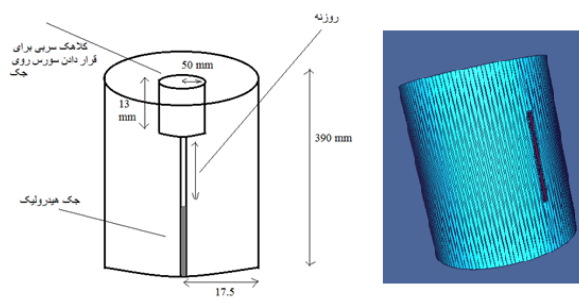 روزنه
کلاهک سربی برای
قرار دادن سورس روی
جک
50 mm
13
mm
390 mm
جک هیدرولیک
17.5